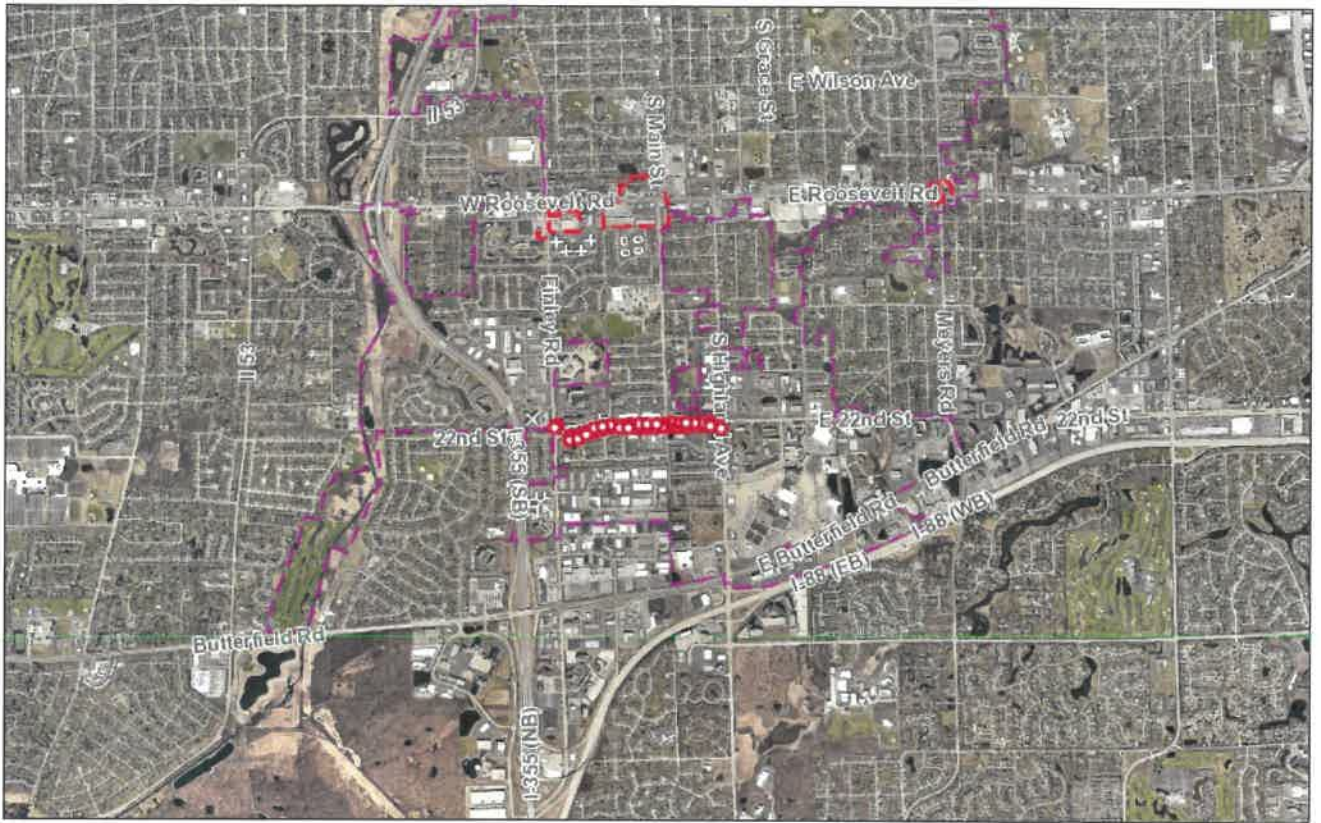 S Grace St
E Wilson Ave
Il 53
S Main St
W Roosevelt Rd
E Roosevelt Rd
Finley Rd
Il 53
S Highland Ave
Meyers Rd
22nd St
E 22nd St
22nd St
Butterfield Rd
I-355 (SB)
E Butterfield Rd
I-88 (WB)
I-88 (EB)
Butterfield Rd
I-355 (NB)